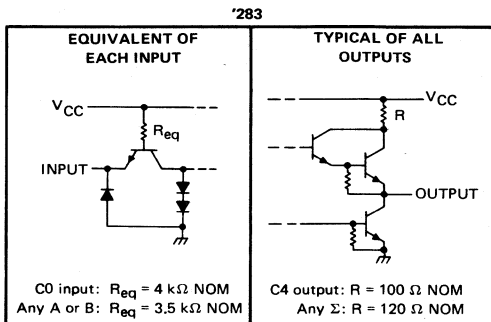 '283
EQUIVALENT OF
EACH INPUT
VCC
Req
INPUT
C0 input: Req = 4 kΩ NOM
Any A or B: Req = 3.5 kΩ NOM
TYPICAL OF ALL
OUTPUTS
VCC
R
OUTPUT
C4 output: R = 100 Ω NOM
Any Σ: R = 120 Ω NOM